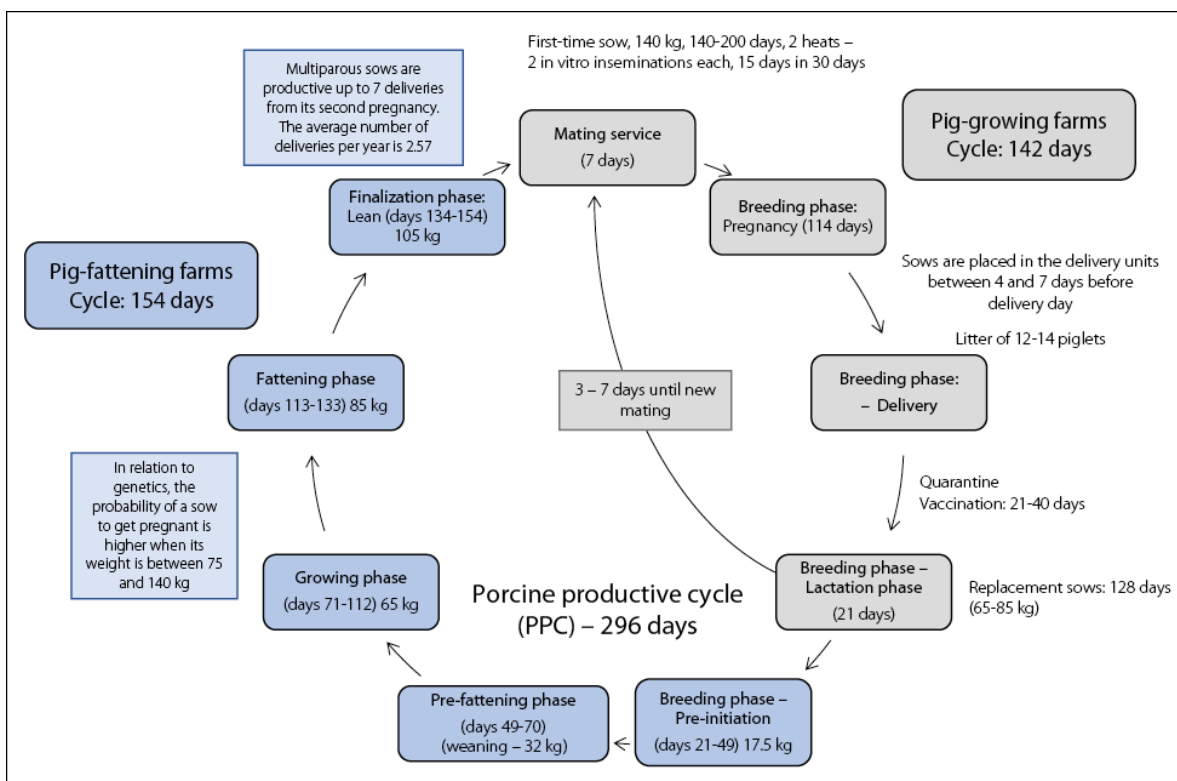 First-time sow, 140 kg, 140-200 days, 2 heats –
2 in vitro inseminations each, 15 days in 30 days
Multiparous sows are
productive up to 7 deliveries
from its second pregnancy.
The average number of
deliveries per year is 2.57
Mating service
(7 days)
Pig-growing farms
Cycle: 142 days
Finalization phase:
Lean (days 134-154)
105 kg
Breeding phase:
Pregnancy (114 days)
Pig-fattening farms
Cycle: 154 days
Sows are placed in the delivery units
between 4 and 7 days before
delivery day
Litter of 12-14 piglets
Fattening phase
(days 113-133) 85 kg
3 – 7 days until new
mating
Breeding phase:
– Delivery
In relation to
genetics, the
probability of a sow
to get pregnant is
higher when its
weight is between 75
and 140 kg
Quarantine
Vaccination: 21-40 days
Growing phase
(days 71-112) 65 kg
Porcine productive cycle
(PPC) – 296 days
Breeding phase –
Lactation phase
(21 days)
Replacement sows: 128 days
(65-85 kg)
Pre-fattening phase
(days 49-70)
(weaning – 32 kg)
Breeding phase –
Pre-initiation
(days 21-49) 17.5 kg